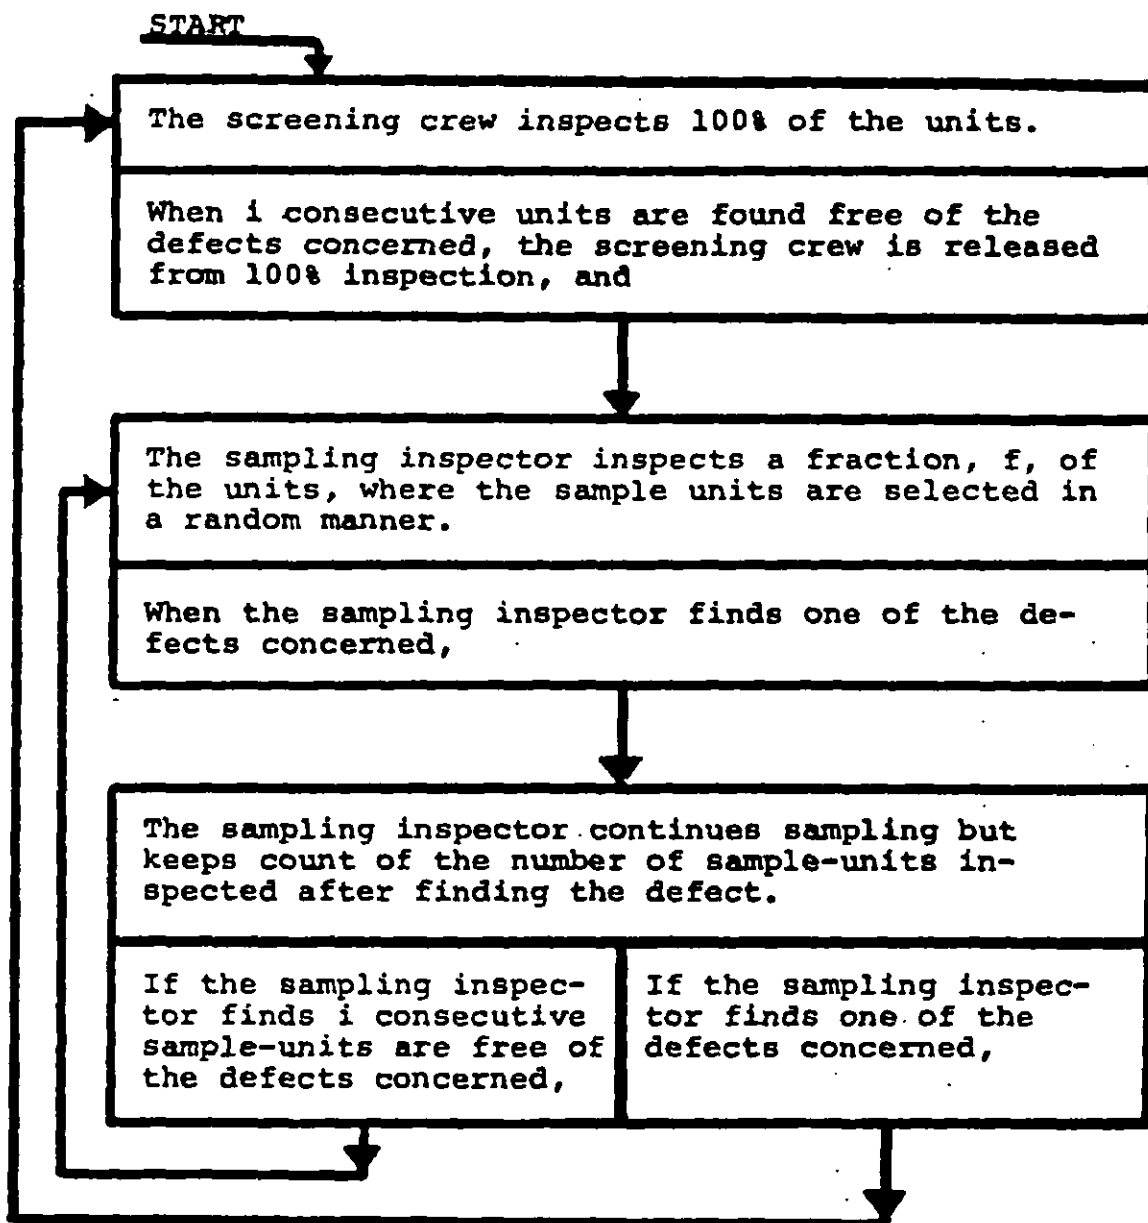 START
The screening crew inspects 100% of the units.
When i consecutive units are found free of the
defects concerned, the screening crew is released
from 100% inspection, and
The sampling inspector inspects a fraction, f, of
the units, where the sample units are selected in
a random manner.
When the sampling inspector finds one of the de-
fects concerned,
The sampling inspector continues sampling but
keeps count of the number of sample-units in-
spected after finding the defect.
If the sampling inspec-
tor finds i consecutive
sample-units are free of
the defects concerned,
If the sampling inspec-
tor finds one of the
defects concerned,